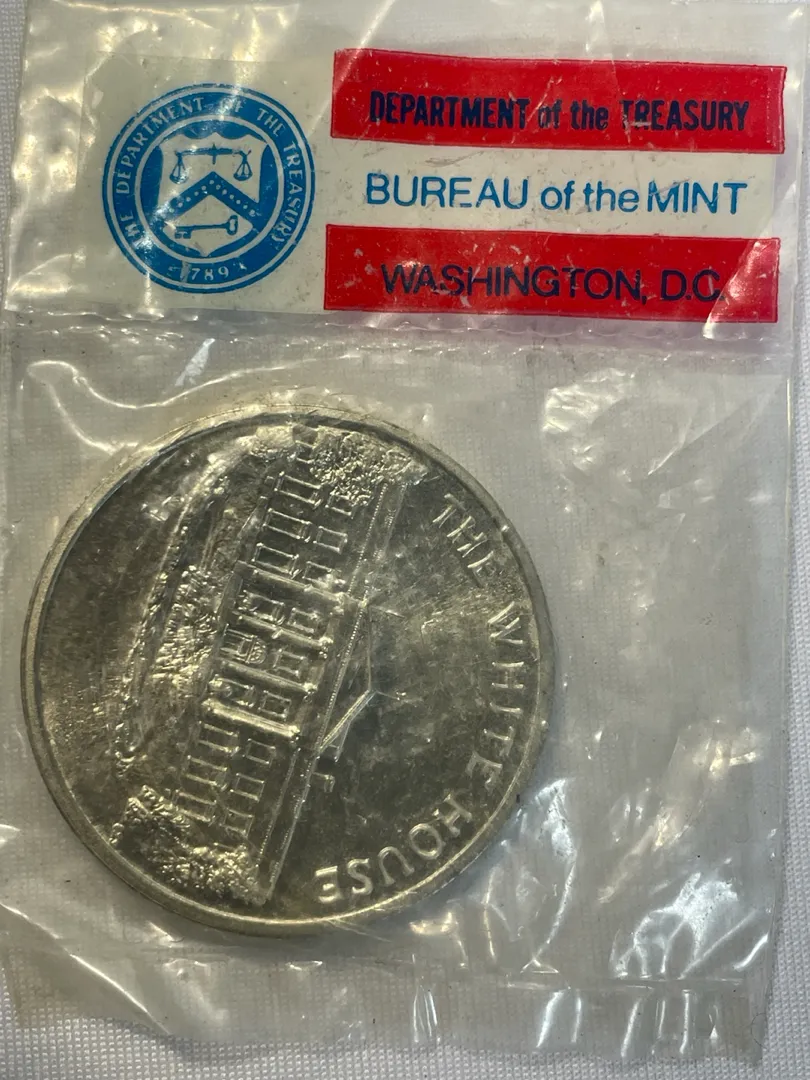 THE DEPARTMENT OF THE TREASURY
1789
DEPARTMENT of the TREASURY
BUREAU of the MINT
WASHINGTON, D.C.
THE WHITE HOUSE